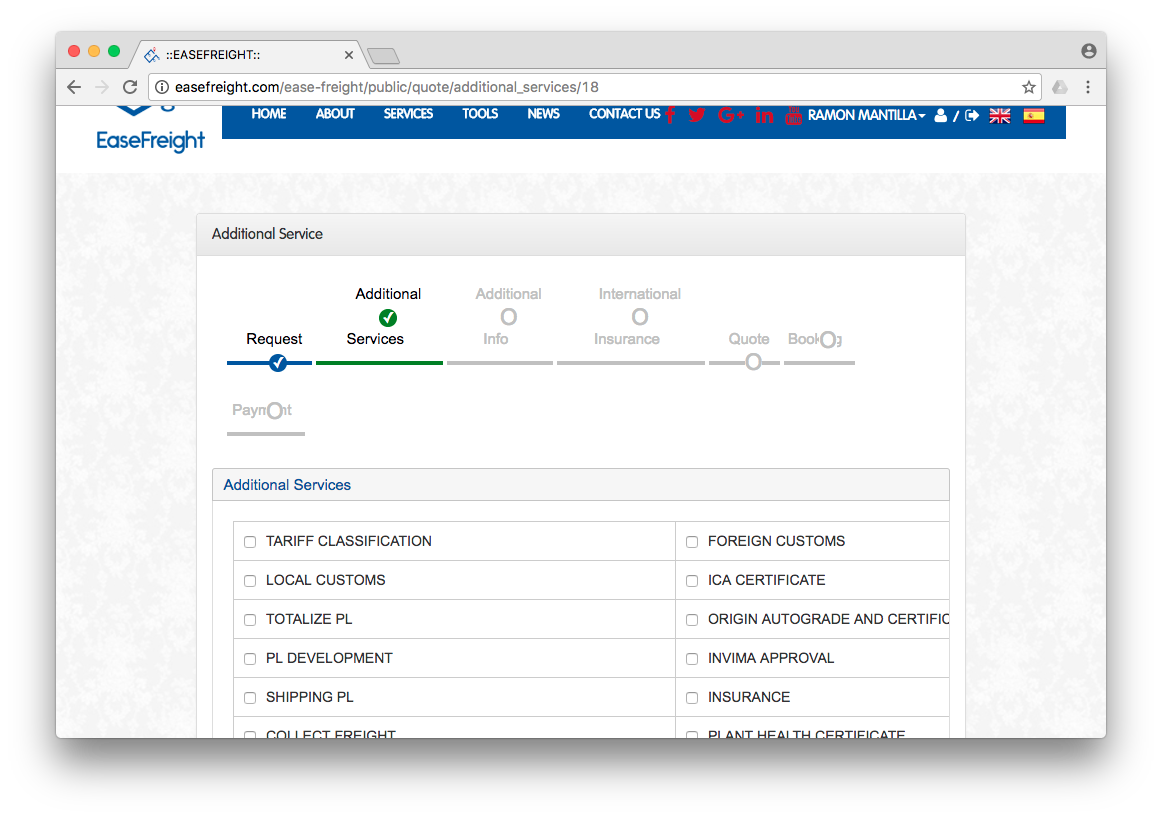 ::EASEFREIGHT::
easefreight.com/ease-freight/public/quote/additional_services/18
HOME ABOUT SERVICES TOOLS NEWS CONTACT US RAMON MANTILLA /
EaseFreight
Additional Service
Additional Additional International
Request Services Info Insurance Quote
Additional Services
TARIFF CLASSIFICATION FOREIGN CUSTOMS
LOCAL CUSTOMS ICA CERTIFICATE
TOTALIZE PL ORIGIN AUTOGRADE AND CERTIFIC
PL DEVELOPMENT INVIMA APPROVAL
SHIPPING PL INSURANCE
COLLECT FREIGHT PLANT HEALTH CERTIFICATE